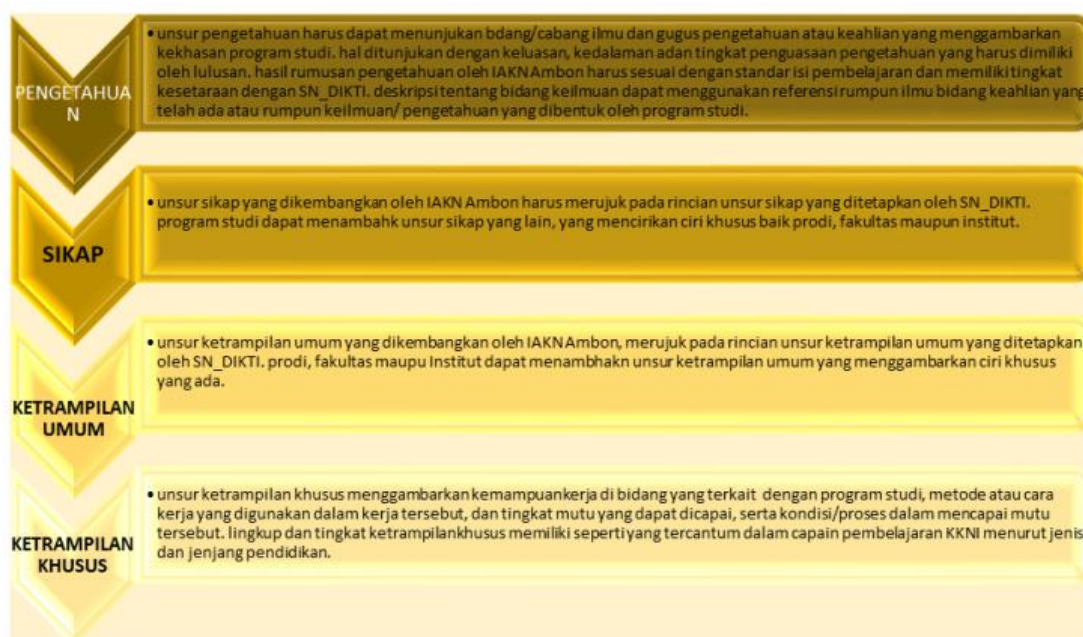 PENGETAHUA
N
• unsur pengetahuan harus dapat menunjukan bdang/cabang ilmu dan gugus pengetahuan atau keahlian yang menggambarkan
kekhasan program studi. hal ditunjukan dengan keluasan, kedalaman adan tingkat penguasaan pengetahuan yang harus dimiliki
oleh lulusan. hasil rumusan pengetahuan oleh IAKN Ambon harus sesuai dengan standar isi pembelajaran dan memiliki tingkat
kesetaraan dengan SN_DIKTI. deskripsi tentang bidang keilmuan dapat menggunakan referensi rumpun ilmu bidang keahlian yang
telah ada atau rumpun keilmuan/ pengetahuan yang dibentuk oleh program studi.
SIKAP
• unsur sikap yang dikembangkan oleh IAKN Ambon harus merujuk pada rincian unsur sikap yang ditetapkan oleh SN_DIKTI.
program studi dapat menambahk unsur sikap yang lain, yang mencirikan ciri khusus baik prodi, fakultas maupun institut.
KETRAMPILAN
UMUM
• unsur ketrampilan umum yang dikembangkan oleh IAKN Ambon, merujuk pada rincian unsur ketrampilan umum yang ditetapkan
oleh SN_DIKTI. prodi, fakultas maupu Institut dapat menambhakn unsur ketrampilan umum yang menggambarkan ciri khusus
yang ada.
KETRAMPILAN
KHUSUS
• unsur ketrampilan khusus menggambarkan kemampuankerja di bidang yang terkait dengan program studi, metode atau cara
kerja yang digunakan dalam kerja tersebut, dan tingkat mutu yang dapat dicapai, serta kondisi/proses dalam mencapai mutu
tersebut. lingkup dan tingkat ketrampilankhusus memiliki seperti yang tercantum dalam capain pembelajaran KKNI menurut jenis
dan jenjang pendidikan.